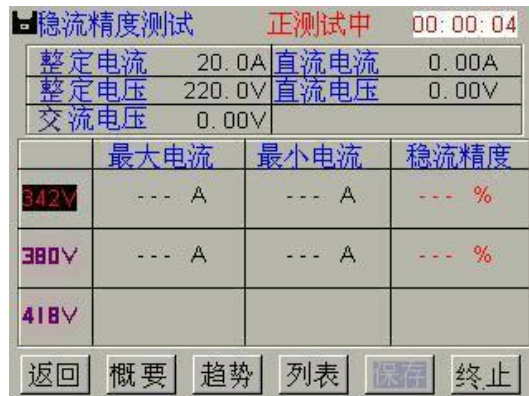 稳流精度测试 正测试中 00:00:04
整定电流 20.0A 直流电流 0.00A
整定电压 220.0V 直流电压 0.00V
交流电压 0.00V
最大电流 最小电流 稳流精度
342V --- A --- A --- %
380V --- A --- A --- %
418V
返回 概要 趋势 列表 保存 终止